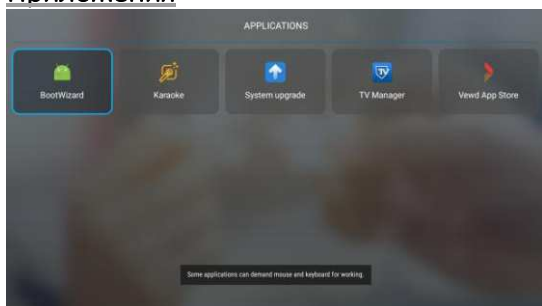 Приложения
APPLICATIONS
BootWizard Karaoke System upgrade TV Manager Vewd App Store
TV
Some applications can demand mouse and keyboard for working.